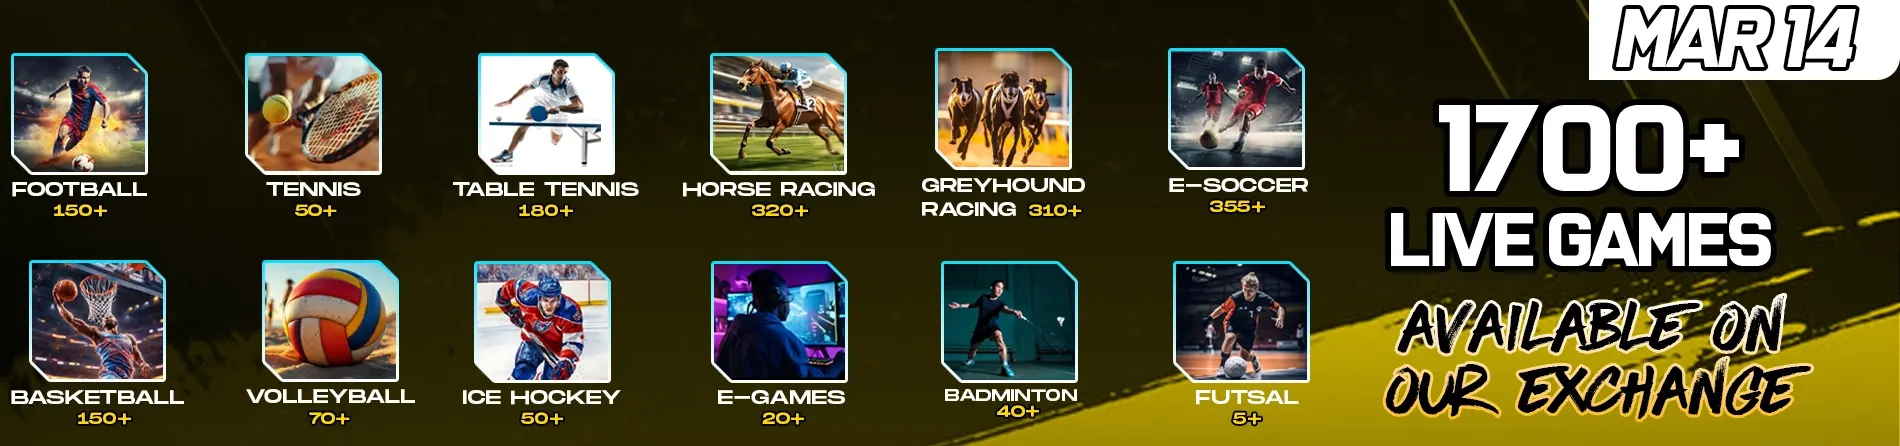 MAR 14
FOOTBALL
150+
TENNIS
50+
TABLE TENNIS
180+
HORSE RACING
320+
GREYHOUND
RACING 310+
E-SOCCER
355+
BASKETBALL
150+
VOLLEYBALL
70+
ICE HOCKEY
50+
E-GAMES
20+
BADMINTON
40+
FUTSAL
5+
1700+
LIVE GAMES
AVAILABLE ON
OUR EXCHANGE